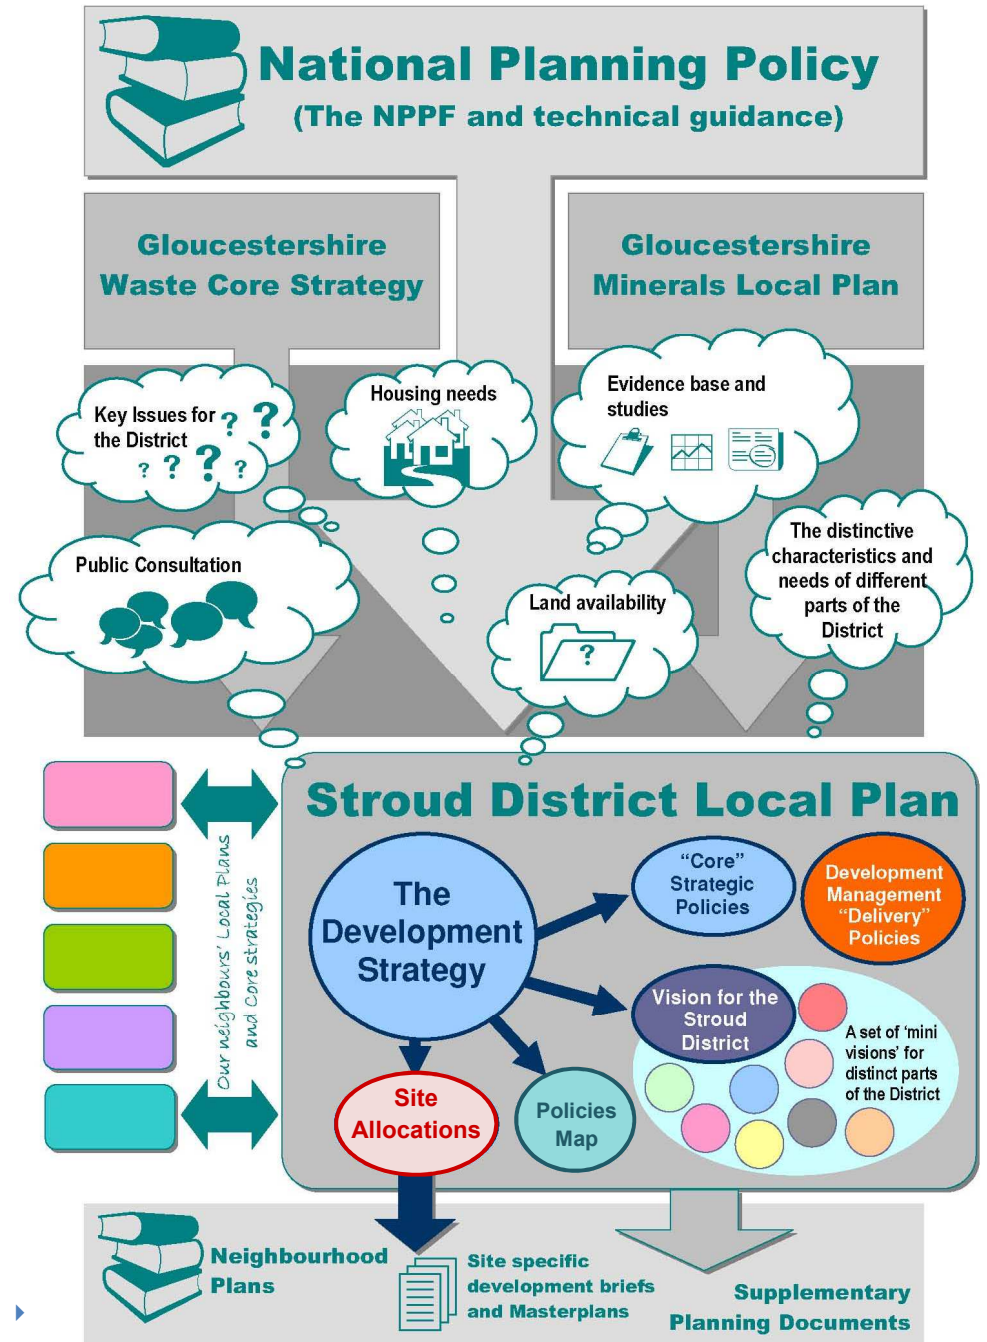 National Planning Policy
(The NPPF and technical guidance)
Gloucestershire
Waste Core Strategy
Gloucestershire
Minerals Local Plan
Key Issues for
the District
? ?
? ? ? ?
Housing needs
Evidence base and
studies
Public Consultation
Land availability
?
The distinctive
characteristics and
needs of different
parts of the
District
Our neighbours' Local Plans
and Core strategies
Stroud District Local Plan
The
Development
Strategy
“Core”
Strategic
Policies
Development
Management
“Delivery”
Policies
Vision for the
Stroud
District
A set of ‘mini
visions’ for
distinct parts
of the District
Site
Allocations
Policies
Map
Neighbourhood
Plans
Site specific
development briefs
and Masterplans
Supplementary
Planning Documents